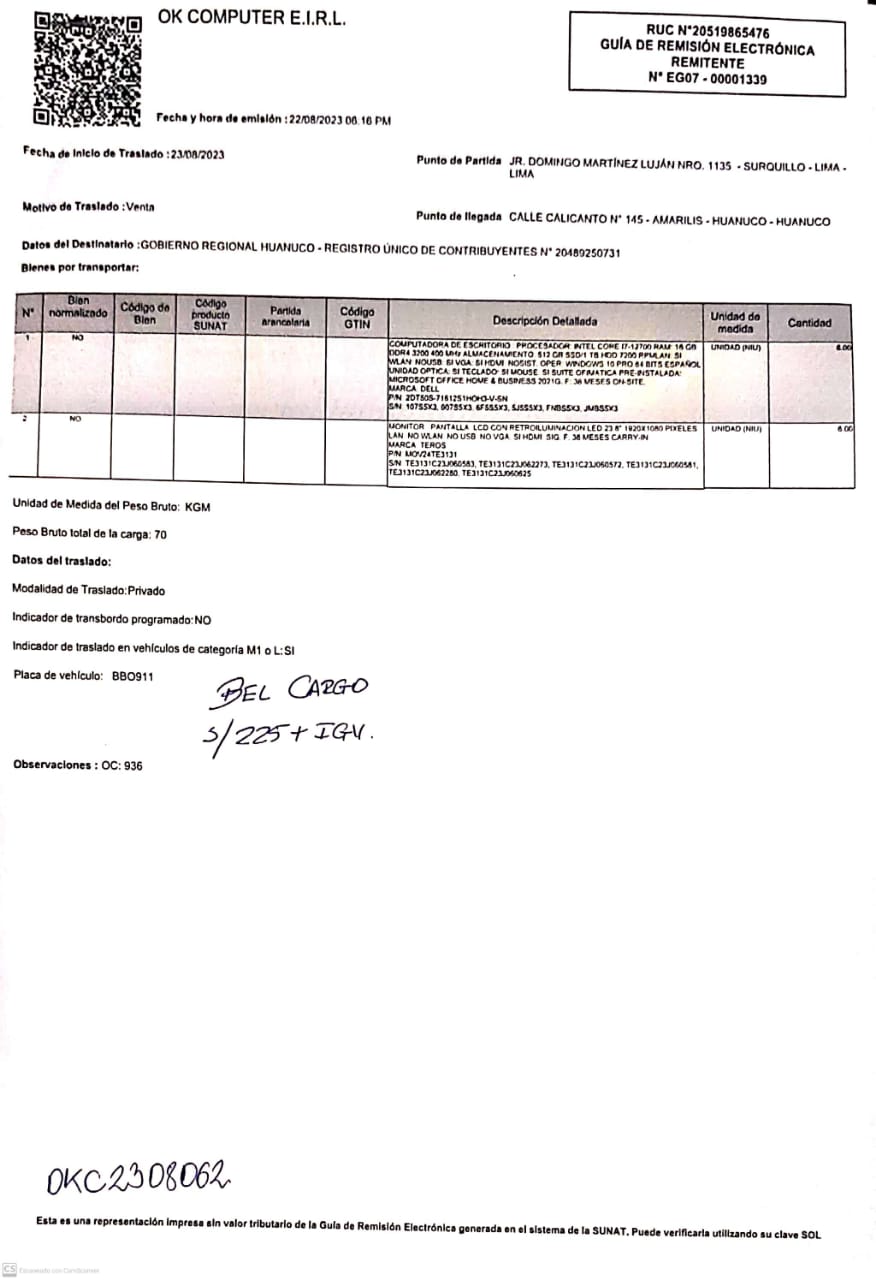 OK COMPUTER E.I.R.L.
RUC N°20519865476
GUÍA DE REMISIÓN ELECTRÓNICA
REMITENTE
N° EG07 - 00001339
Fecha y hora de emisión :22/08/2023 06:16 PM
Fecha de Inicio de Traslado :23/08/2023
Punto de Partida JR. DOMINGO MARTÍNEZ LUJÁN NRO. 1135 - SURQUILLO - LIMA -
LIMA
Motivo de Traslado :Venta
Punto de llegada CALLE CALICANTO N° 145 - AMARILIS - HUANUCO - HUANUCO
Datos del Destinatario :GOBIERNO REGIONAL HUANUCO - REGISTRO ÚNICO DE CONTRIBUYENTES N° 20489250731
Bienes por transportar:
N° Bien normalizado Código de Bien Código producto SUNAT Partida arancelaria Código GTIN Descripción Detallada Unidad de medida Cantidad
1 NO COMPUTADORA DE ESCRITORIO PROCESADOR: INTEL CORE I7-12700 RAM: 16 GB UNIDAD (NIU) 6.00
DDR4 3200 400 MHz ALMACENAMIENTO: 512 GB SSD/1 TB HDD 7200 RPMLAN: SI
WLAN: NOUSB: SI VGA: SI HDMI: NOSIST. OPER: WINDOWS 10 PRO 64 BITS ESPAÑOL
UNIDAD OPTICA: SI TECLADO: SI MOUSE: SI SUITE OFIMATICA PRE-INSTALADA:
MICROSOFT OFFICE HOME & BUSINESS 2021G. F: 36 MESES ON-SITE.
MARCA DELL
S/N
2 NO MONITOR PANTALLA LCD CON RETROILUMINACION LED 23.8" 1920X1080 PIXELES UNIDAD (NIU) 6.00
LAN: NO WLAN: NO USB: NO VGA: SI HDMI: SIG. F: 36 MESES CARRY-IN
MARCA TEROS
P/N MOV24TE3131
S/N TE3131C23J060583, TE3131C23J062273, TE3131C23J060572, TE3131C23J060581,
TE3131C23J062280, TE3131C23J060625
Unidad de Medida del Peso Bruto: KGM
Peso Bruto total de la carga: 70
Datos del traslado:
Modalidad de Traslado:Privado
Indicador de transbordo programado:NO
Indicador de traslado en vehículos de categoría M1 o L:SI
Placa de vehículo: BBO911
BEL CARGO
S/225 + IGV.
Observaciones : OC: 936
OKC2308062
Esta es una representación impresa sin valor tributario de la Guía de Remisión Electrónica generada en el sistema de la SUNAT. Puede verificarla utilizando su clave SOL
CS Escaneado con CamScanner